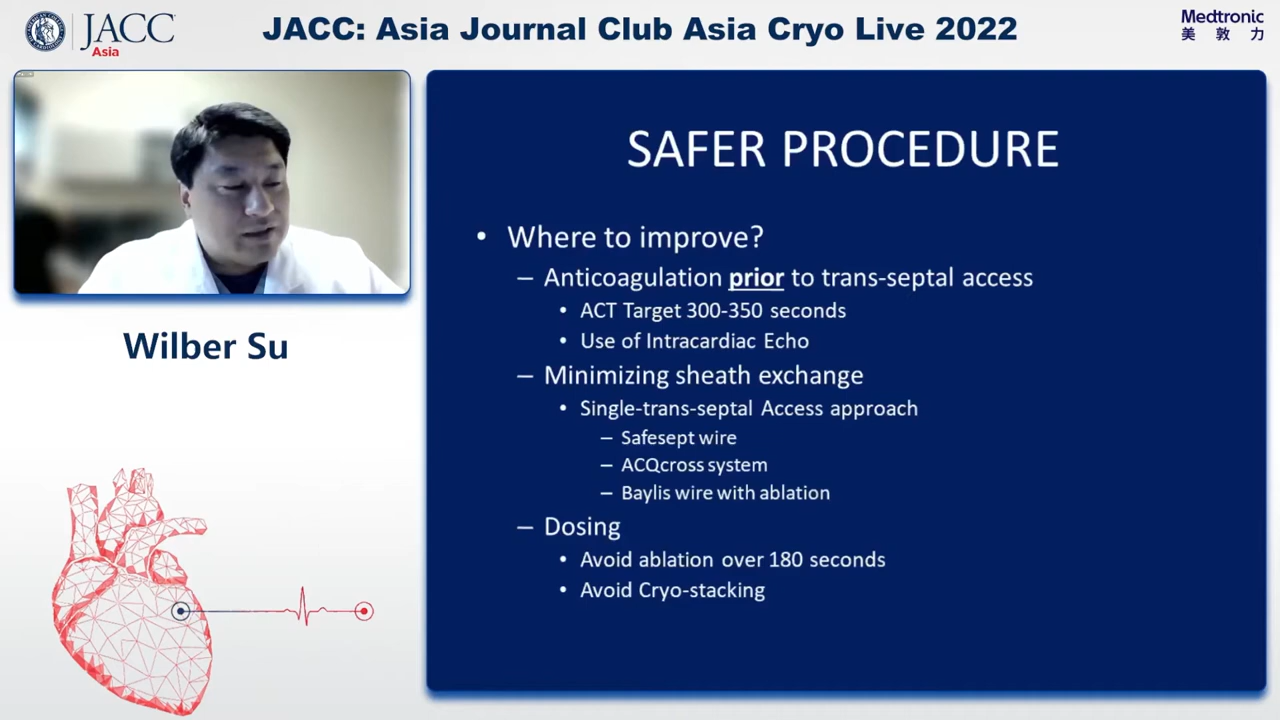 JACC
Asia
JACC: Asia Journal Club Asia Cryo Live 2022
Medtronic
美敦力
SAFER PROCEDURE
• Where to improve?
– Anticoagulation prior to trans-septal access
• ACT Target 300-350 seconds
• Use of Intracardiac Echo
– Minimizing sheath exchange
• Single-trans-septal Access approach
– Safesept wire
– ACQcross system
– Baylis wire with ablation
– Dosing
• Avoid ablation over 180 seconds
• Avoid Cryo-stacking
Wilber Su